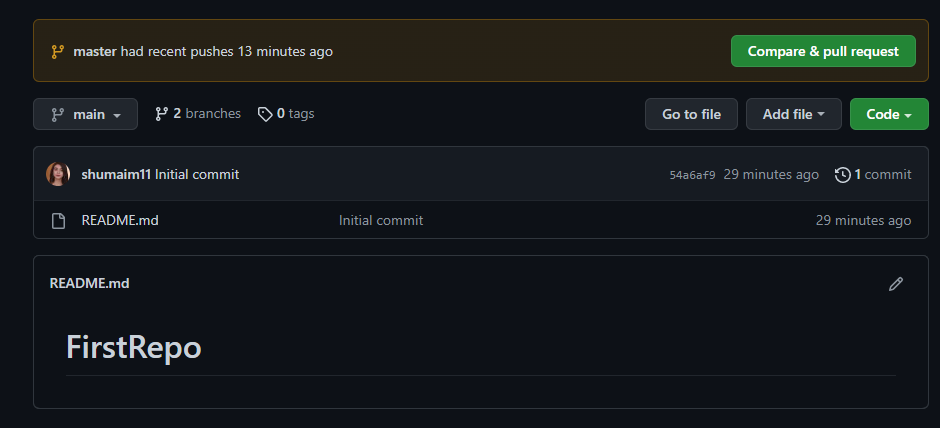 master had recent pushes 13 minutes ago Compare & pull request
main 2 branches 0 tags Go to file Add file Code
shumaim11 Initial commit 54a6af9 29 minutes ago 1 commit
README.md Initial commit 29 minutes ago
README.md
FirstRepo